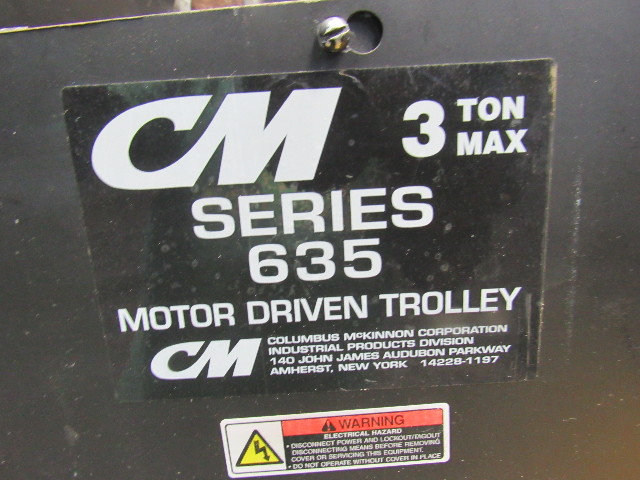 CM
3 TON MAX
SERIES
635
MOTOR DRIVEN TROLLEY
CM
COLUMBUS McKINNON CORPORATION
INDUSTRIAL PRODUCTS DIVISION
140 JOHN JAMES AUDUBON PARKWAY
AMHERST, NEW YORK 14228-1197
WARNING
ELECTRICAL HAZARD
• DISCONNECT POWER AND LOCKOUT/TAGOUT
DISCONNECTING MEANS BEFORE REMOVING
COVER OR SERVICING THIS EQUIPMENT.
• DO NOT OPERATE WITHOUT COVER IN PLACE